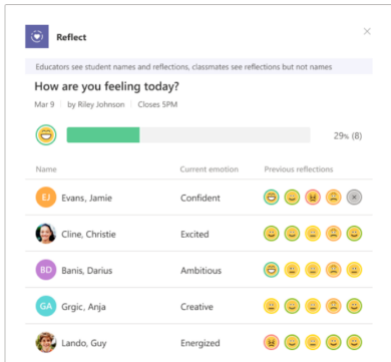 Reflect
Educators see student names and reflections, classmates see reflections but not names
How are you feeling today?
Mar 9 | by Riley Johnson | Closes 5PM
29% (8)
Name Current emotion Previous reflections
EJ Evans, Jamie Confident
Cline, Christie Excited
BD Banis, Darius Ambitious
GA Grgic, Anja Creative
Lando, Guy Energized